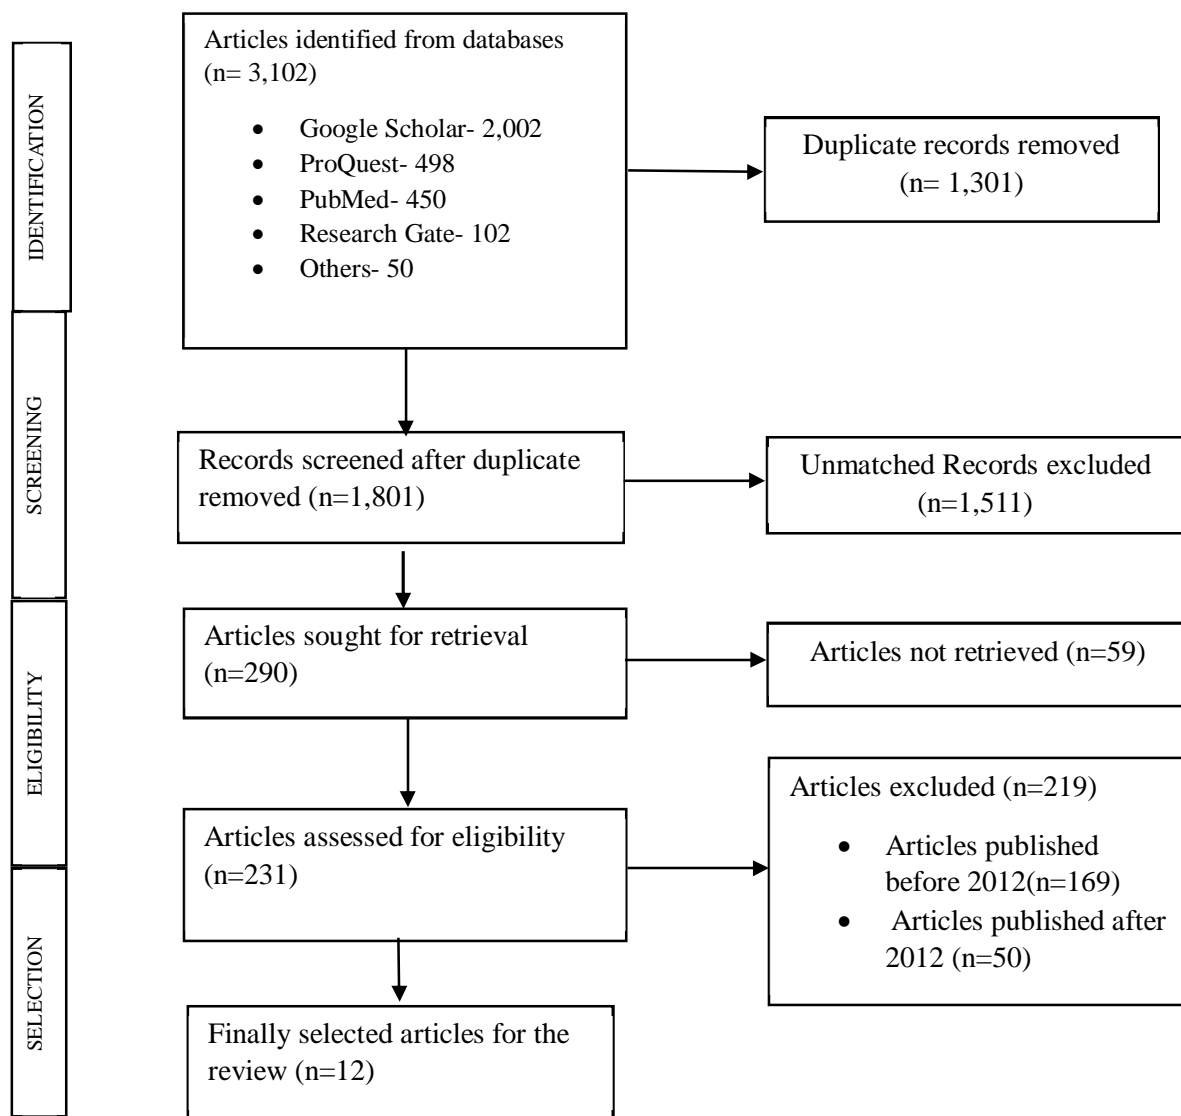 IDENTIFICATION
Articles identified from databases
(n= 3,102)
• Google Scholar- 2,002
• ProQuest- 498
• PubMed- 450
• Research Gate- 102
• Others- 50
Duplicate records removed
(n= 1,301)
SCREENING
Records screened after duplicate
removed (n=1,801)
Unmatched Records excluded
(n=1,511)
ELIGIBILITY
Articles sought for retrieval
(n=290)
Articles not retrieved (n=59)
Articles assessed for eligibility
(n=231)
Articles excluded (n=219)
• Articles published
before 2012(n=169)
• Articles published after
2012 (n=50)
SELECTION
Finally selected articles for the
review (n=12)